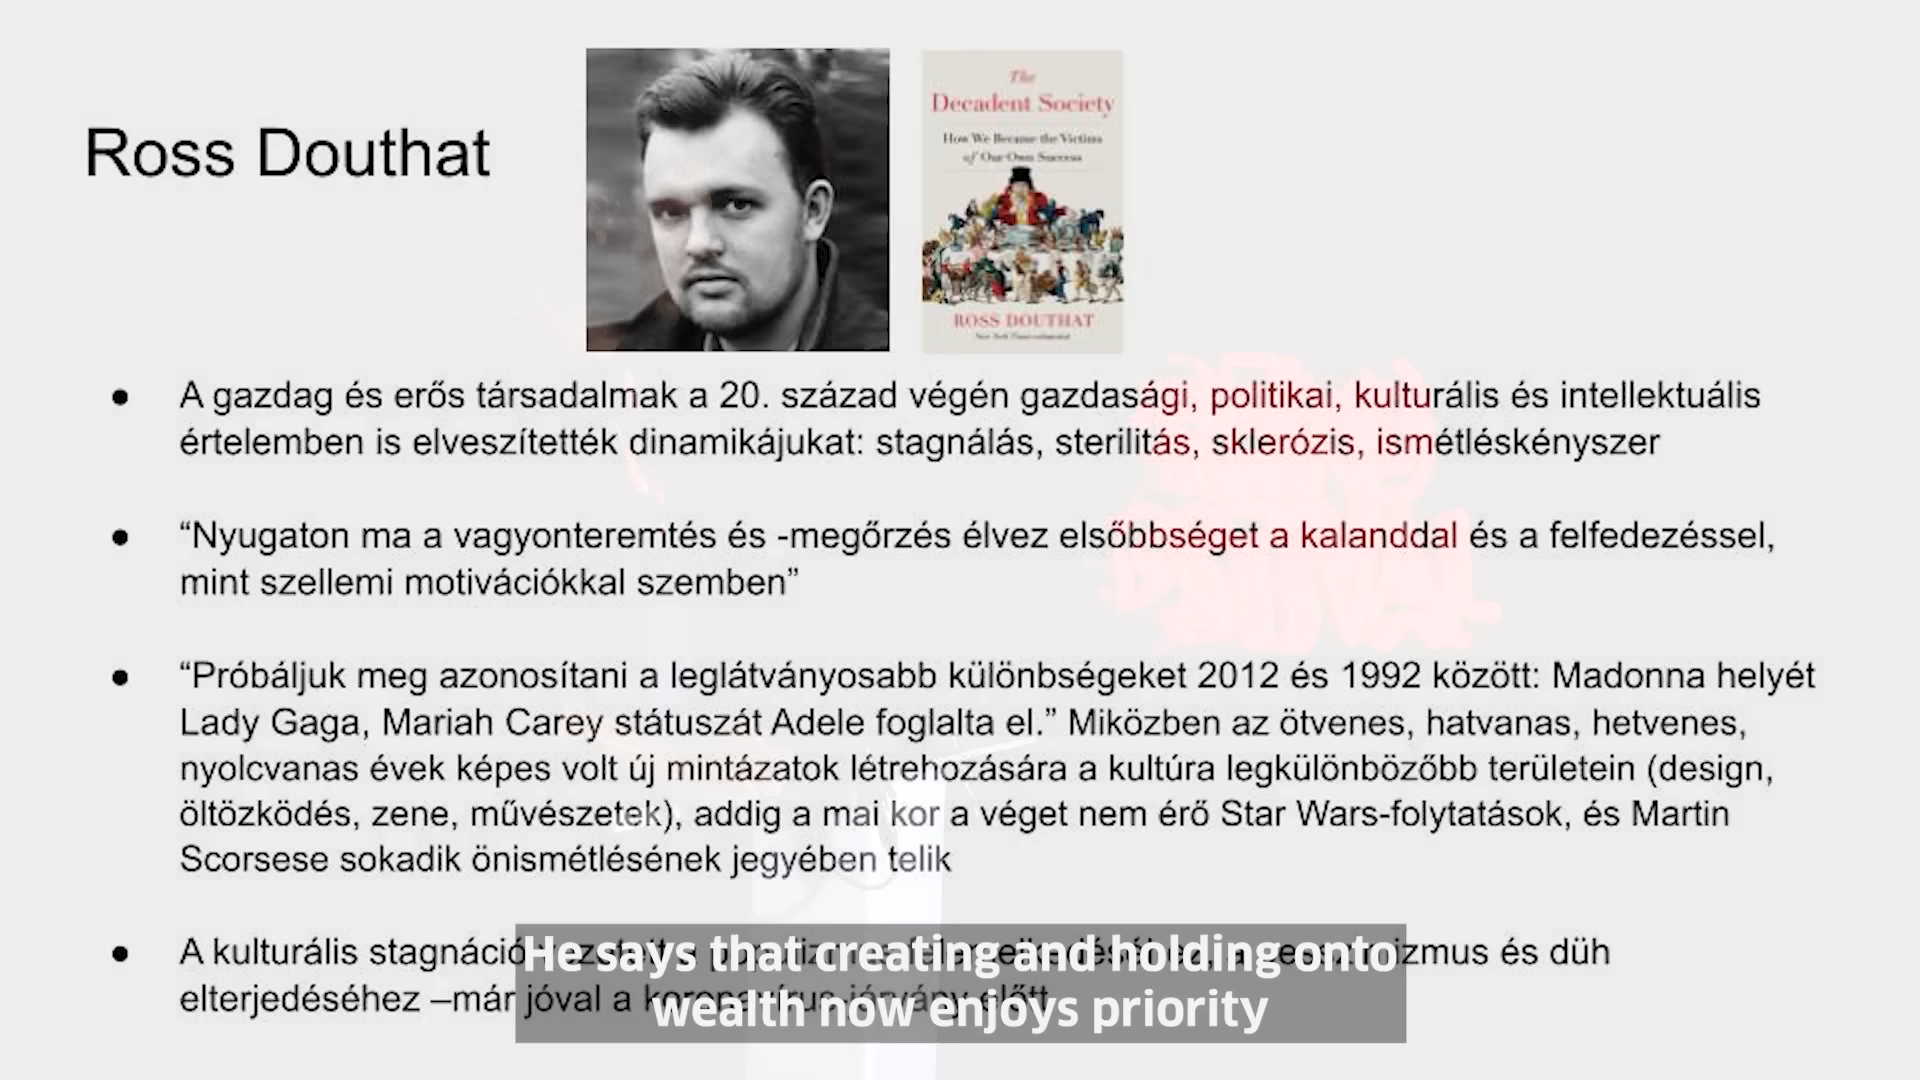 Ross Douthat
The
Decadent Society
How We Became the Victims
of Our Own Success
ROSS DOUTHAT
● A gazdag és erős társadalmak a 20. század végén gazdasági, politikai, kulturális és intellektuális
értelemben is elveszítették dinamikájukat: stagnálás, sterilitás, sklerózis, ismétléskényszer
● “Nyugaton ma a vagyonteremtés és -megőrzés élvez elsőbbséget a kalanddal és a felfedezéssel,
mint szellemi motivációkkal szemben”
● “Próbáljuk meg azonosítani a leglátványosabb különbségeket 2012 és 1992 között: Madonna helyét
Lady Gaga, Mariah Carey státuszát Adele foglalta el.” Miközben az ötvenes, hatvanas, hetvenes,
nyolcvanas évek képes volt új mintázatok létrehozására a kultúra legkülönbözőbb területein (design,
öltözködés, zene, művészetek), addig a mai kor a véget nem érő Star Wars-folytatások, és Martin
Scorsese sokadik önismétlésének jegyében telik
● A kulturális stagnáció és düh
elterjedéséhez –már jóval a koronavírus-járvány előtt
He says that creating and holding onto
wealth now enjoys priority